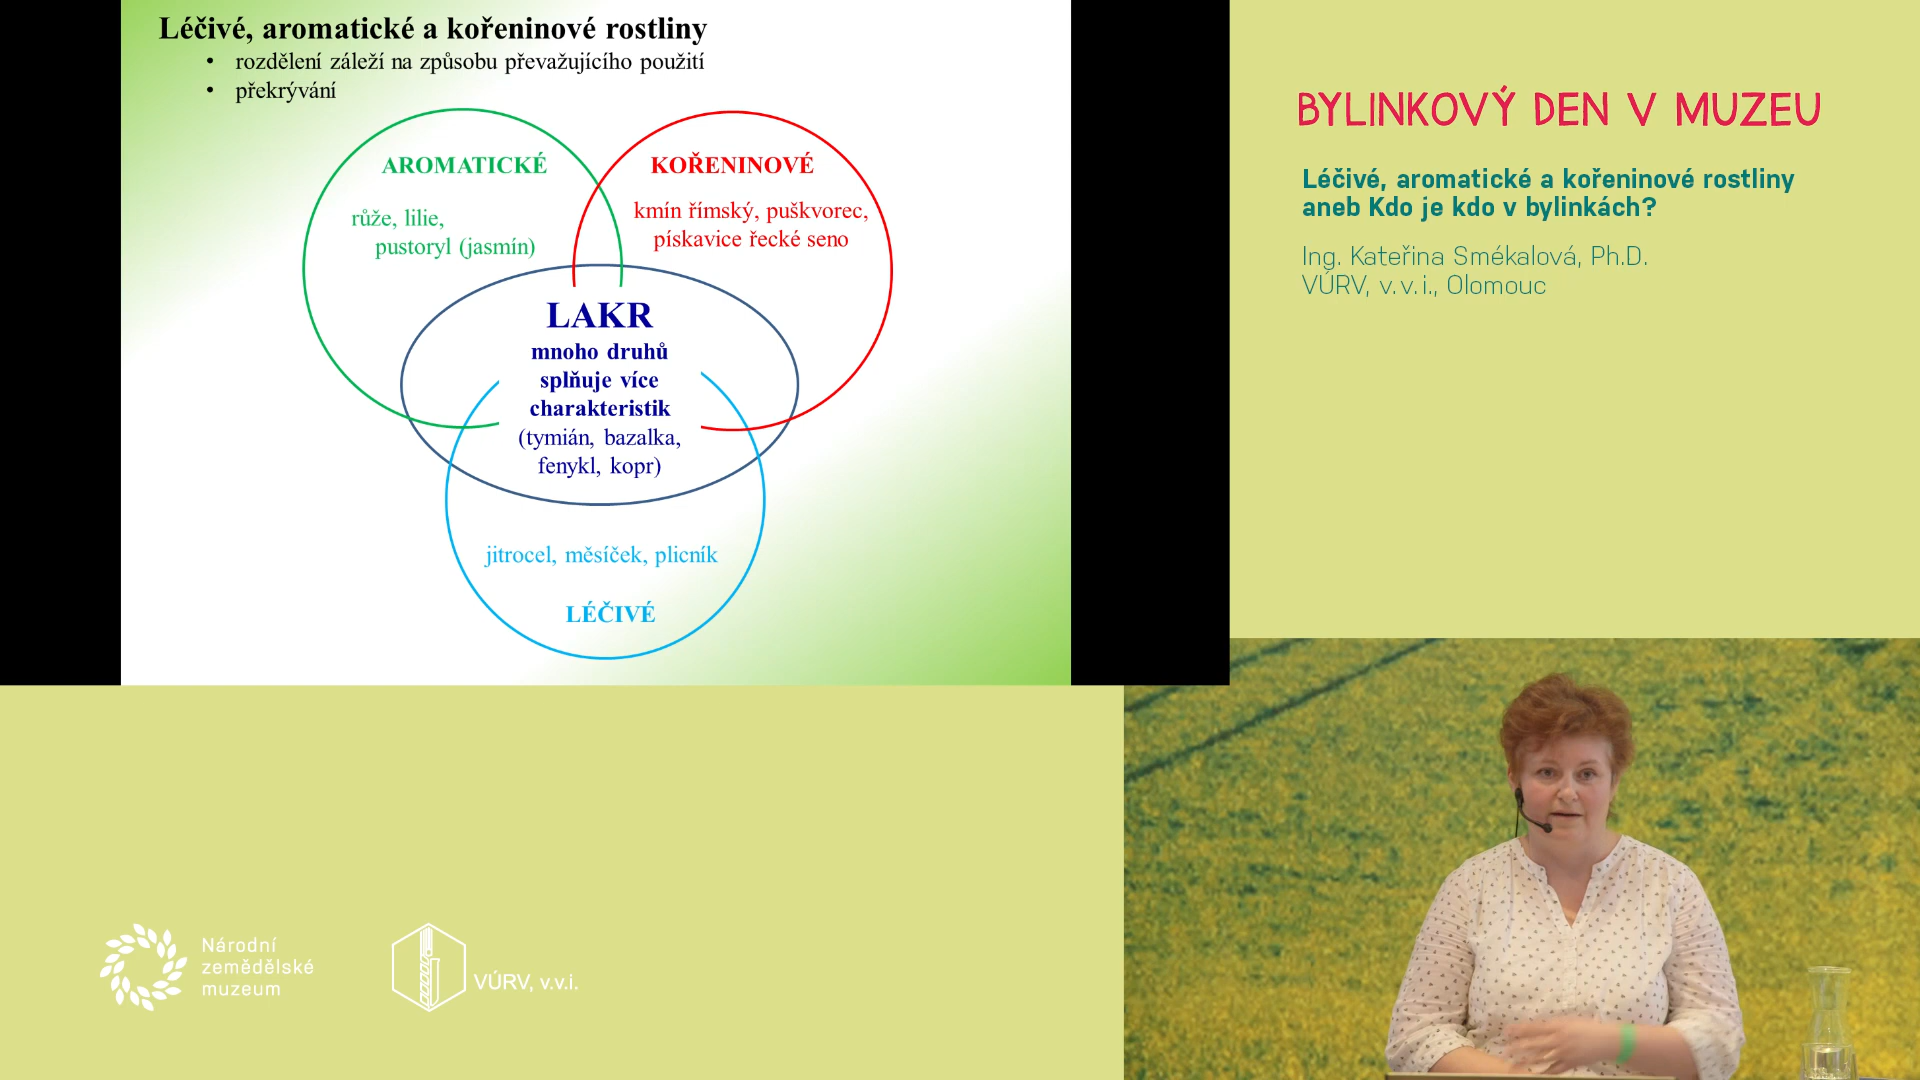 Léčivé, aromatické a kořeninové rostliny
• rozdělení záleží na způsobu převažujícího použití
• překrývání
AROMATICKÉ
růže, lilie,
pustoryl (jasmín)
KOŘENINOVÉ
kmín římský, puškvorec,
pískavice řecké seno
LAKR
mnoho druhů
splňuje více
charakteristik
(tymián, bazalka,
fenykl, kopr)
jitrocel, měsíček, plicník
LÉČIVÉ
BYLINKOVÝ DEN V MUZEU
Léčivé, aromatické a kořeninové rostliny
aneb Kdo je kdo v bylinkách?
Ing. Kateřina Smékalová, Ph.D.
VÚRV, v. v. i., Olomouc
Národní
zemědělské
muzeum
VÚRV, v.v.i.